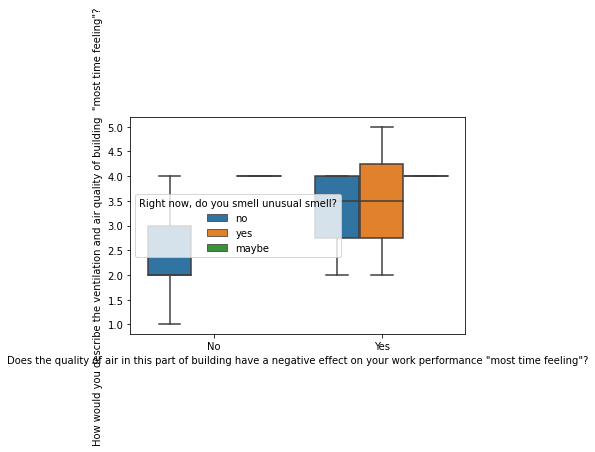 How would you describe the ventilation and air quality of building "most time feeling"?
5.0
4.5
4.0
3.5
3.0
2.5
2.0
1.5
1.0
Right now, do you smell unusual smell?
no
yes
maybe
No Yes
Does the quality of air in this part of building have a negative effect on your work performance "most time feeling"?